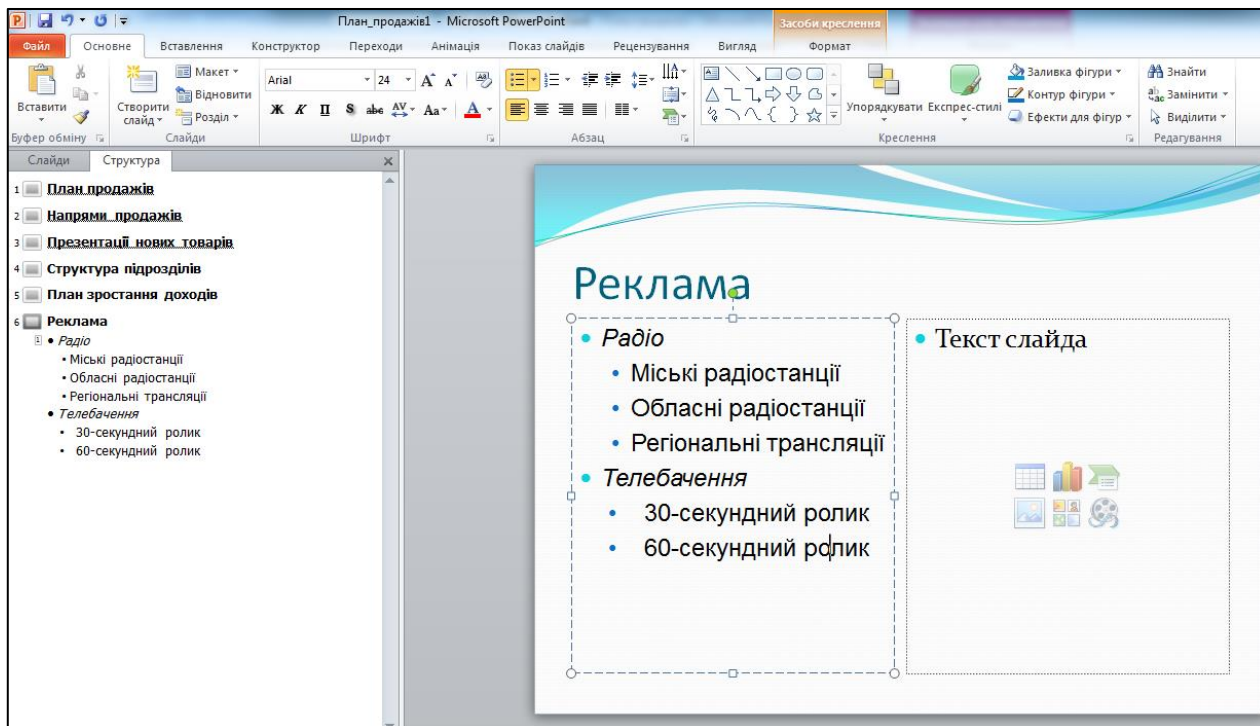 План_продажів1 - Microsoft PowerPoint
Засоби креслення
Файл Основне Вставлення Конструктор Переходи Анімація Показ слайдів Рецензування Вигляд Формат
Вставити
Створити слайд
Макет
Відновити
Розділ
Arial 24
Ж К П S abc AV Aa А
Упорядкувати Експрес-стилі
Заливка фігури
Контур фігури
Ефекти для фігур
Знайти
Замінити
Виділити
Буфер обміну Слайди Шрифт Абзац Креслення Редагування
Слайди Структура
1 План продажів
2 Напрями продажів
3 Презентації нових товарів
4 Структура підрозділів
5 План зростання доходів
6 Реклама
1 • Радіо
• Міські радіостанції
• Обласні радіостанції
• Регіональні трансляції
• Телебачення
• 30-секундний ролик
• 60-секундний ролик
Реклама
• Радіо
• Міські радіостанції
• Обласні радіостанції
• Регіональні трансляції
• Телебачення
• 30-секундний ролик
• 60-секундний ролик
• Текст слайда